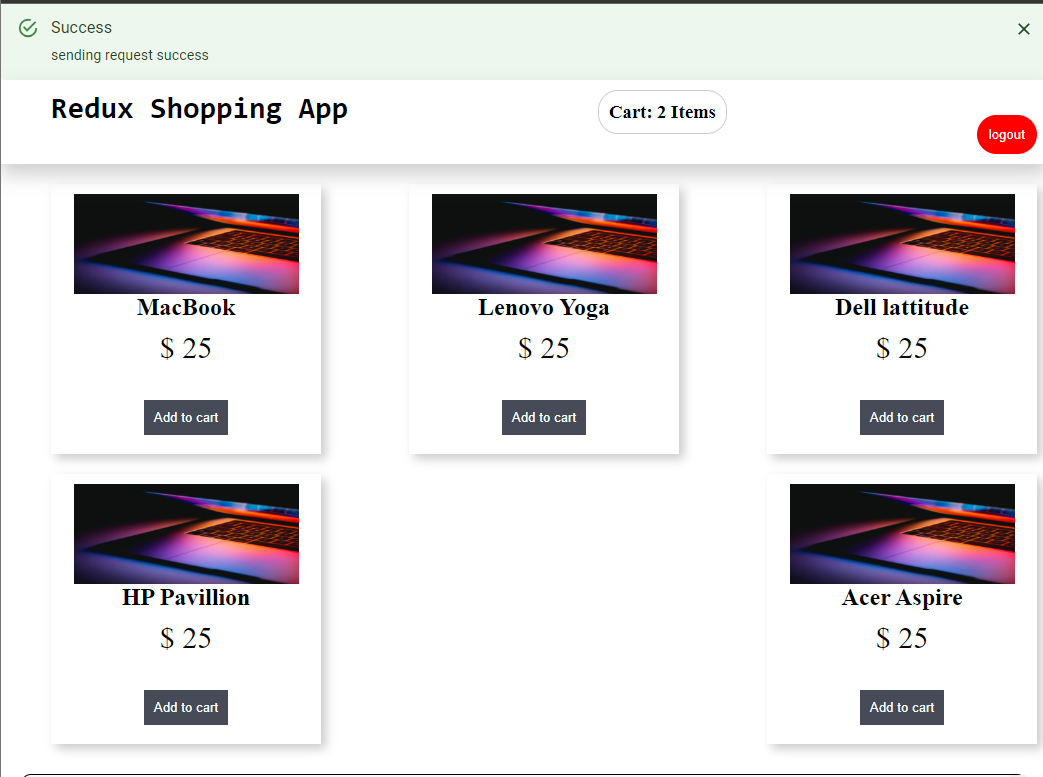 Success
sending request success
Redux Shopping App
Cart: 2 Items
logout
MacBook
$ 25
Add to cart
Lenovo Yoga
$ 25
Add to cart
Dell lattitude
$ 25
Add to cart
HP Pavillion
$ 25
Add to cart
Acer Aspire
$ 25
Add to cart